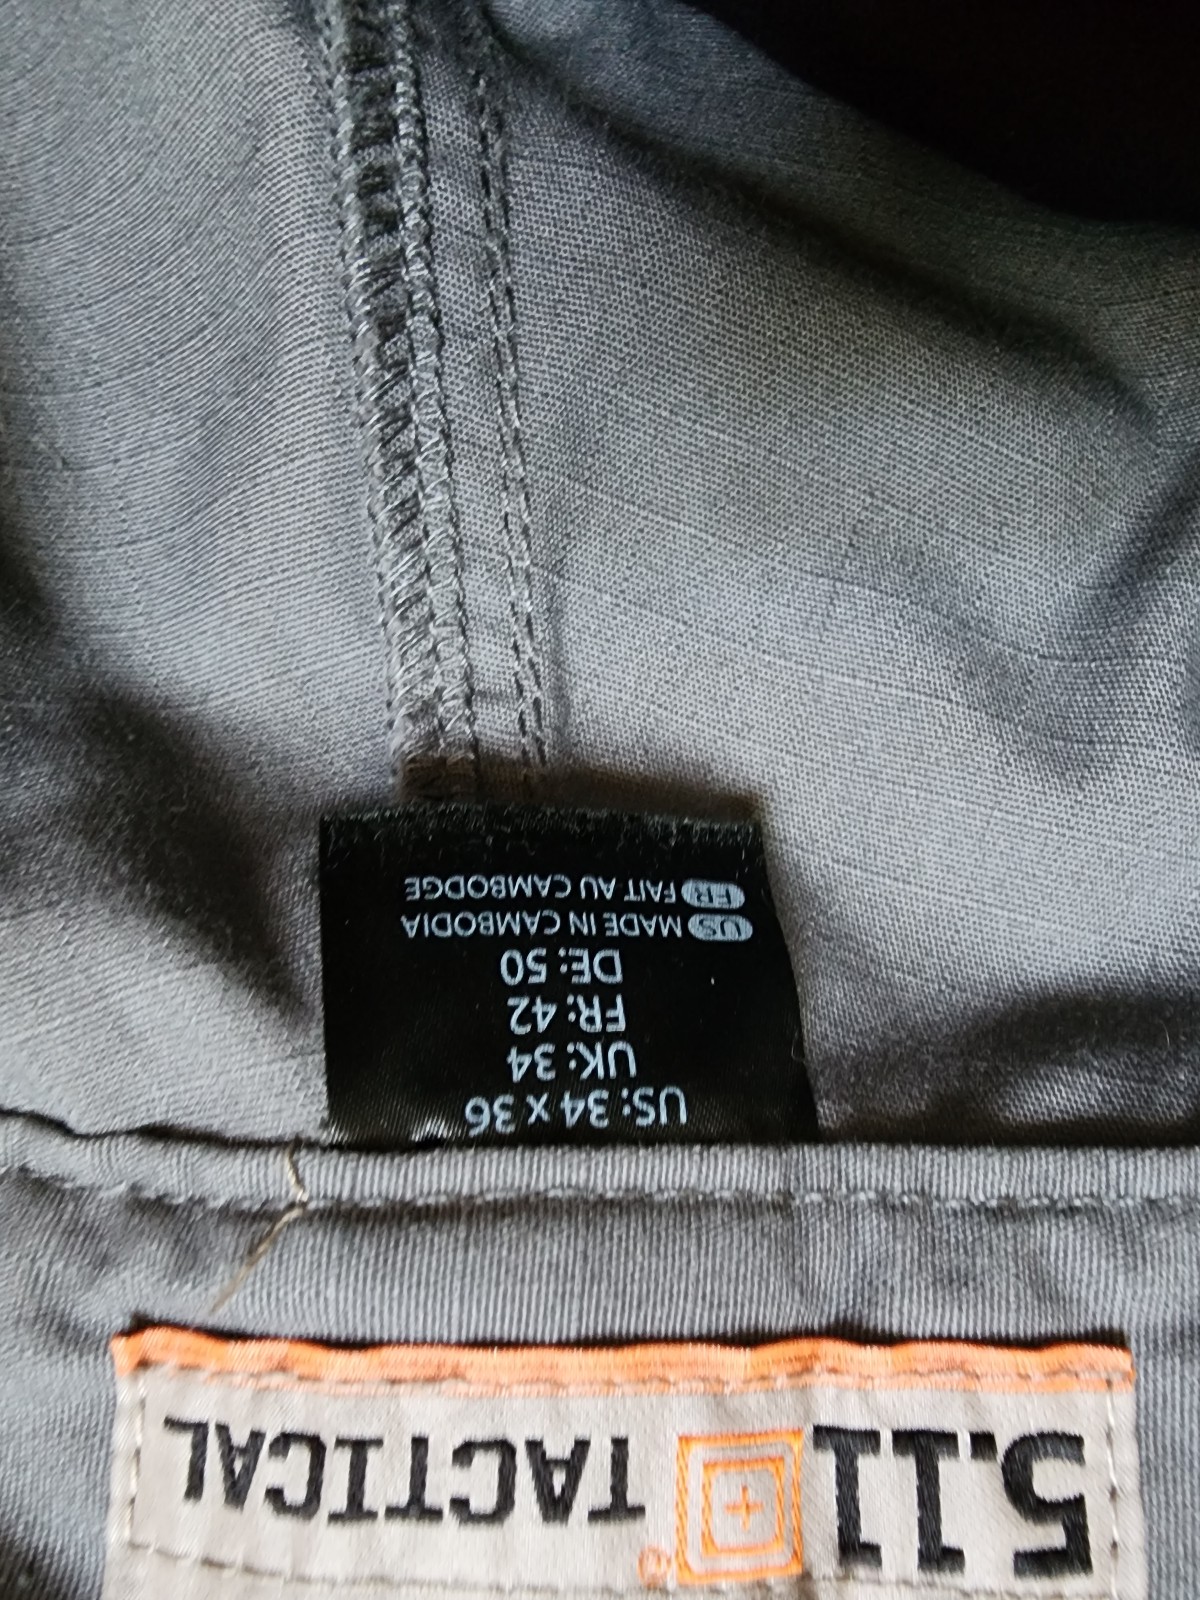 5.11 TACTICAL®
US: 34 x 36
UK: 34
FR: 42
DE: 50
US MADE IN CAMBODIA
FR FAIT AU CAMBODGE